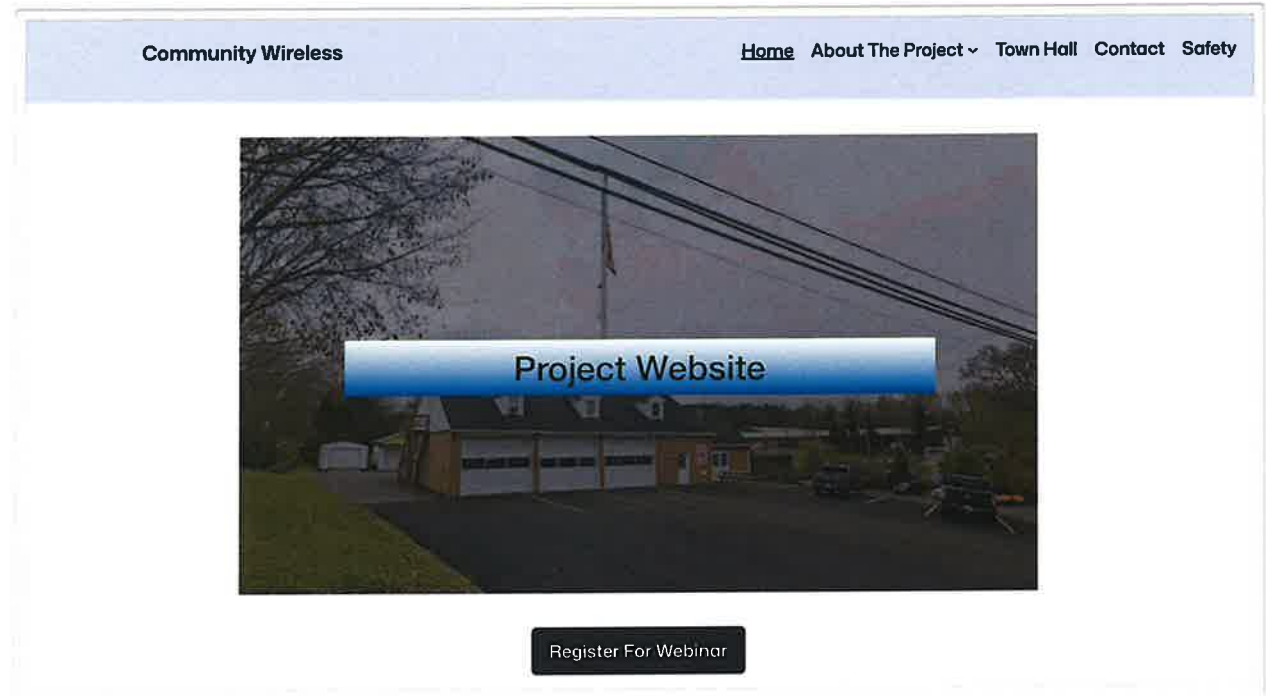 Community Wireless
Home About The Project Town Hall Contact Safety
Project Website
Register For Webinar